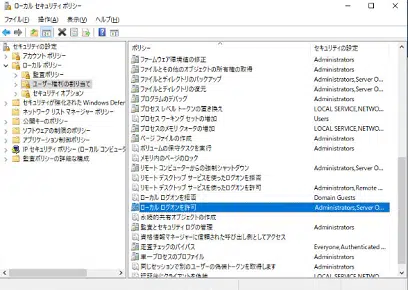 ローカル セキュリティ ポリシー
ファイル(F) 操作(A) 表示(V) ヘルプ(H)
セキュリティの設定
アカウント ポリシー
ローカル ポリシー
監査ポリシー
ユーザー権利の割り当て
セキュリティ オプション
セキュリティが強化された Windows Defer
ネットワーク リスト マネージャー ポリシー
公開キーのポリシー
ソフトウェアの制限のポリシー
アプリケーション制御ポリシー
IP セキュリティ ポリシー (ローカル コンピュータ
監査ポリシーの詳細な構成
ポリシー セキュリティの設定
ファームウェア環境値の修正 Administrators
ファイルとその他のオブジェクトの所有権の取得 Administrators
ファイルとディレクトリのバックアップ Administrators,Server O...
ファイルとディレクトリの復元 Administrators,Server O...
プログラムのデバッグ Administrators
プロセス レベル トークンの置き換え LOCAL SERVICE,NETWO...
プロセス ワーキング セットの増加 Users
プロセスのメモリ クォータの増加 LOCAL SERVICE,NETWO...
ページ ファイルの作成 Administrators
ボリュームの保守タスクを実行 Administrators
メモリ内のページのロック
リモート コンピューターからの強制シャットダウン Administrators,Server O...
リモート デスクトップ サービスを使ったログオンを拒否
リモート デスクトップ サービスを使ったログオンを許可 Administrators,Remote ...
ローカル ログオンを拒否 Domain Guests
ローカル ログオンを許可 Administrators,Server O...
永続的共有オブジェクトの作成
監査とセキュリティ ログの管理 Administrators
資格情報マネージャーに信頼された呼び出し側としてアクセス
走査チェックのバイパス Everyone,Authenticated ...
単一プロセスのプロファイル Administrators
同じセッションで別のユーザーの偽装トークンを取得します Administrators